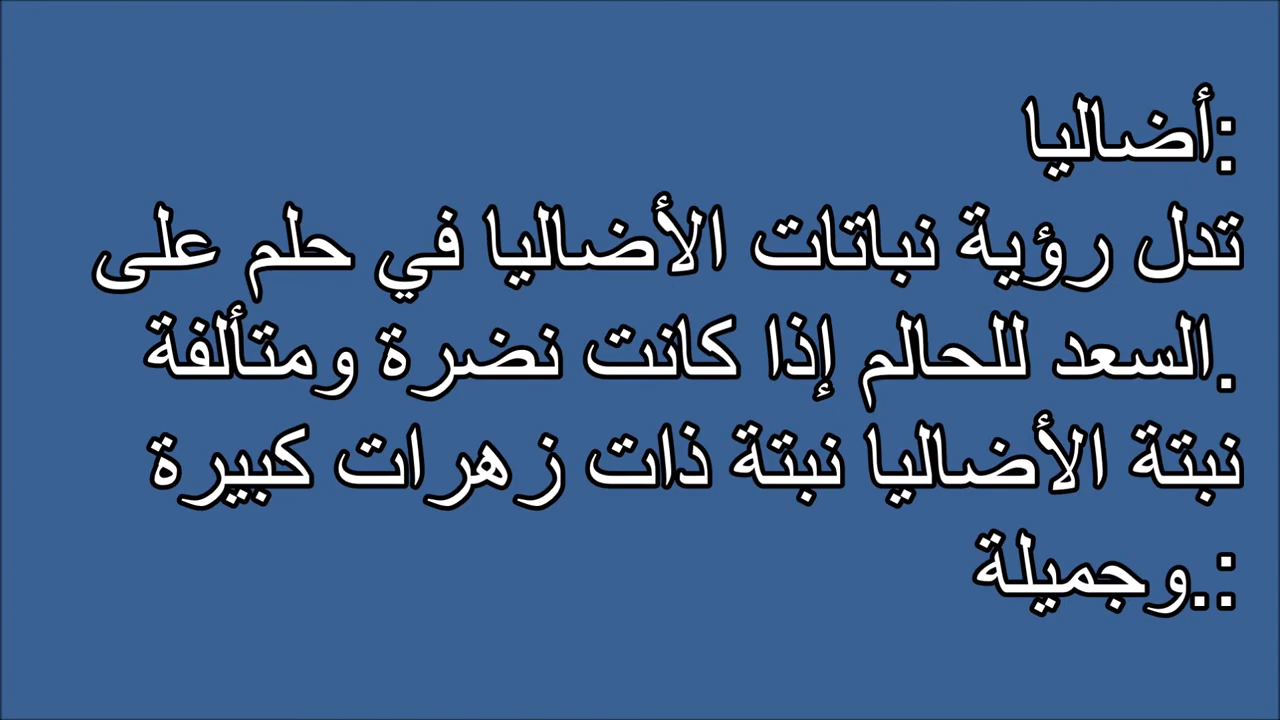 أضاليا:
تدل رؤية نباتات الأضاليا في حلم على
السعد للحالم إذا كانت نضرة ومتألفة.
نبتة الأضاليا نبتة ذات زهرات كبيرة
وجميلة.: